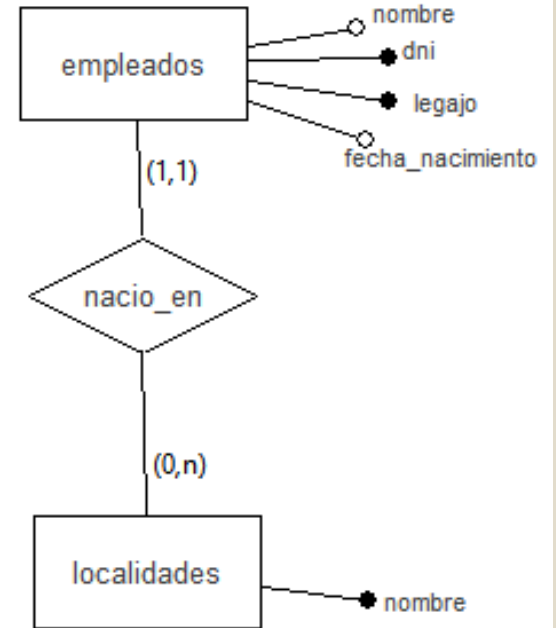 nombre
empleados
dni
legajo
fecha_nacimiento
(1,1)
nacio_en
(0,n)
localidades
nombre